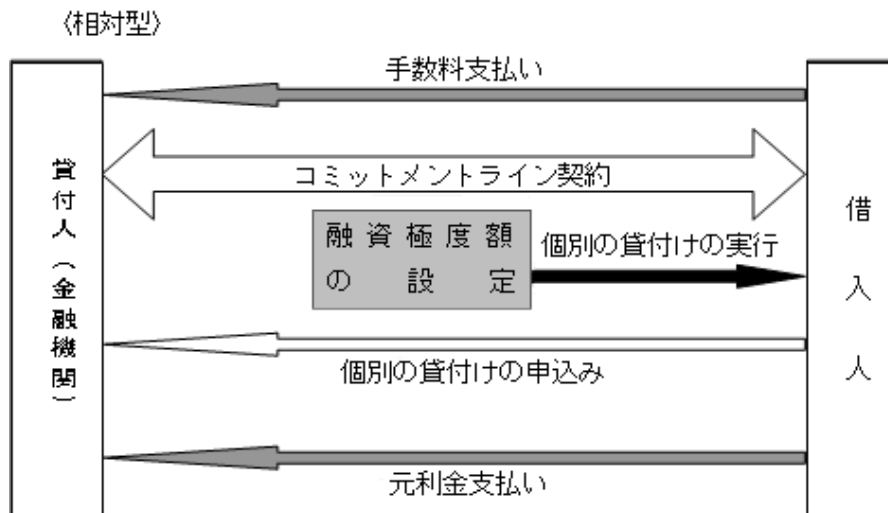 〈相対型〉
手数料支払い
貸付人(金融機関)
コミットメントライン契約
借入人
融資極度額
の設定
個別の貸付けの実行
個別の貸付けの申込み
元利金支払い